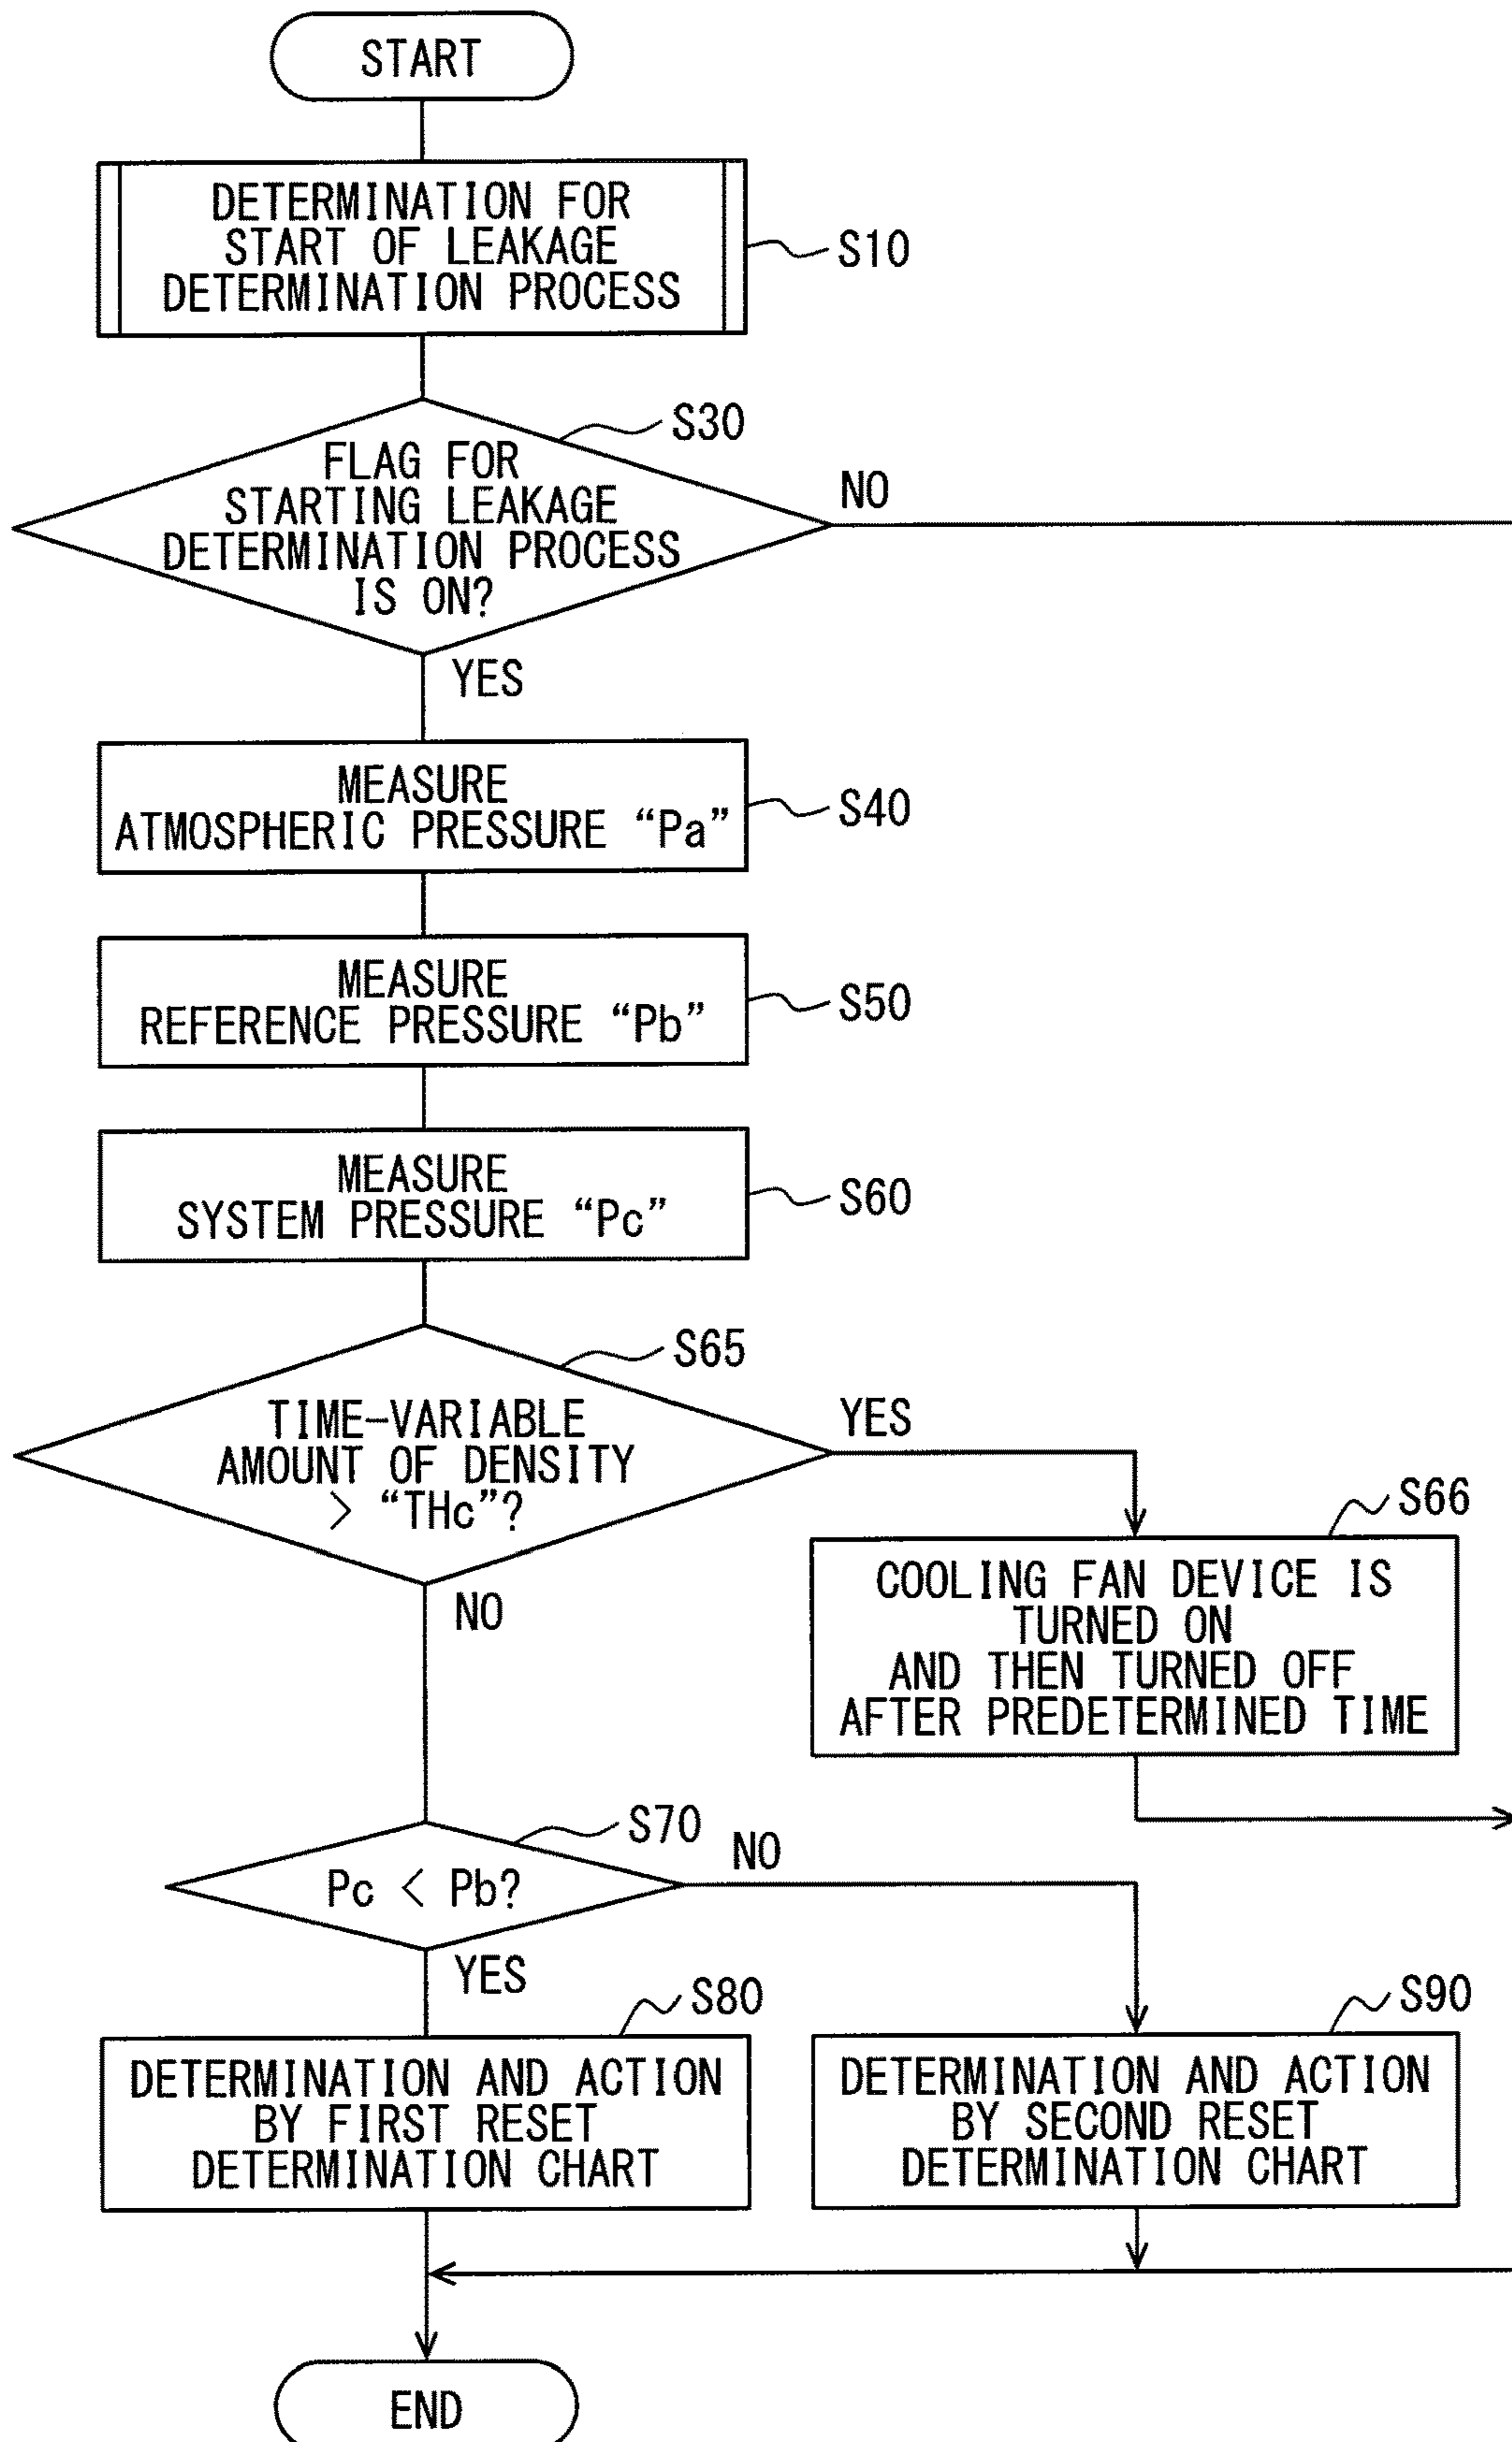 START
DETERMINATION FOR
START OF LEAKAGE
DETERMINATION PROCESS
S10
S30
FLAG FOR
STARTING LEAKAGE
DETERMINATION PROCESS
IS ON?
NO
YES
MEASURE
ATMOSPHERIC PRESSURE “Pa”
S40
MEASURE
REFERENCE PRESSURE “Pb”
S50
MEASURE
SYSTEM PRESSURE “Pc”
S60
S65
TIME-VARIABLE
AMOUNT OF DENSITY
> “THc”?
YES
NO
S66
COOLING FAN DEVICE IS
TURNED ON
AND THEN TURNED OFF
AFTER PREDETERMINED TIME
S70
Pc < Pb?
NO
YES
S80
DETERMINATION AND ACTION
BY FIRST RESET
DETERMINATION CHART
S90
DETERMINATION AND ACTION
BY SECOND RESET
DETERMINATION CHART
END